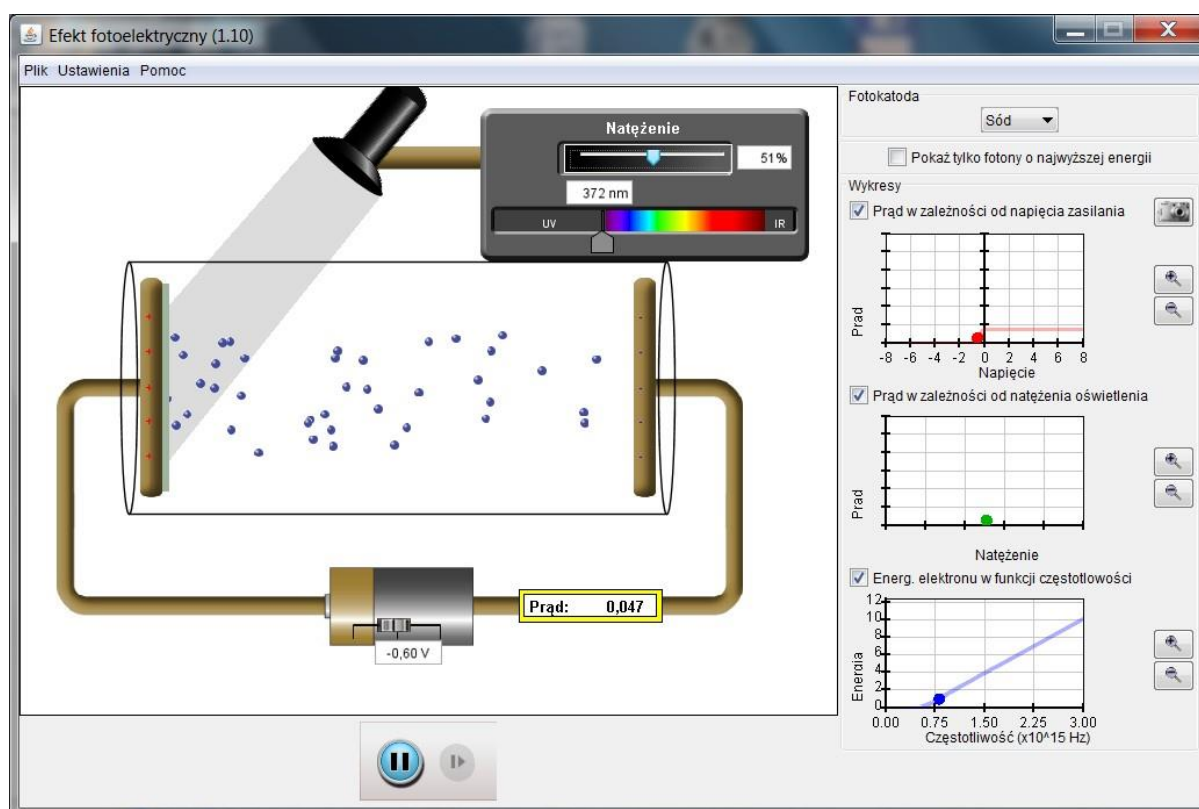 Efekt fotoelektryczny (1.10)
Plik Ustawienia Pomoc
Natężenie
51%
372 nm
UV
IR
Prąd: 0,047
-0,60 V
Fotokatoda
Sód
Pokaż tylko fotony o najwyższej energii
Wykresy
Prąd w zależności od napięcia zasilania
Prad
-8 -6 -4 -2 0 2 4 6 8
Napięcie
Prąd w zależności od natężenia oświetlenia
Prad
Natężenie
Energ. elektronu w funkcji częstotlowości
12
10
8
6
4
2
0
Energia
0.00 0.75 1.50 2.25 3.00
Częstotliwość (x10^15 Hz)